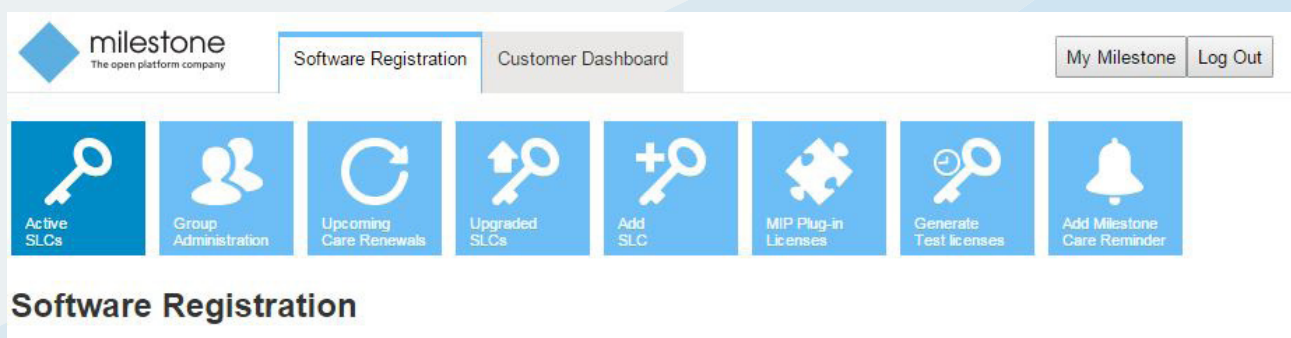 milestone
The open platform company
Software Registration
Customer Dashboard
My Milestone
Log Out
Active
SLCs
Group
Administration
Upcoming
Care Renewals
Upgraded
SLCs
Add
SLC
MIP Plug-in
Licenses
Generate
Test licenses
Add Milestone
Care Reminder
Software Registration